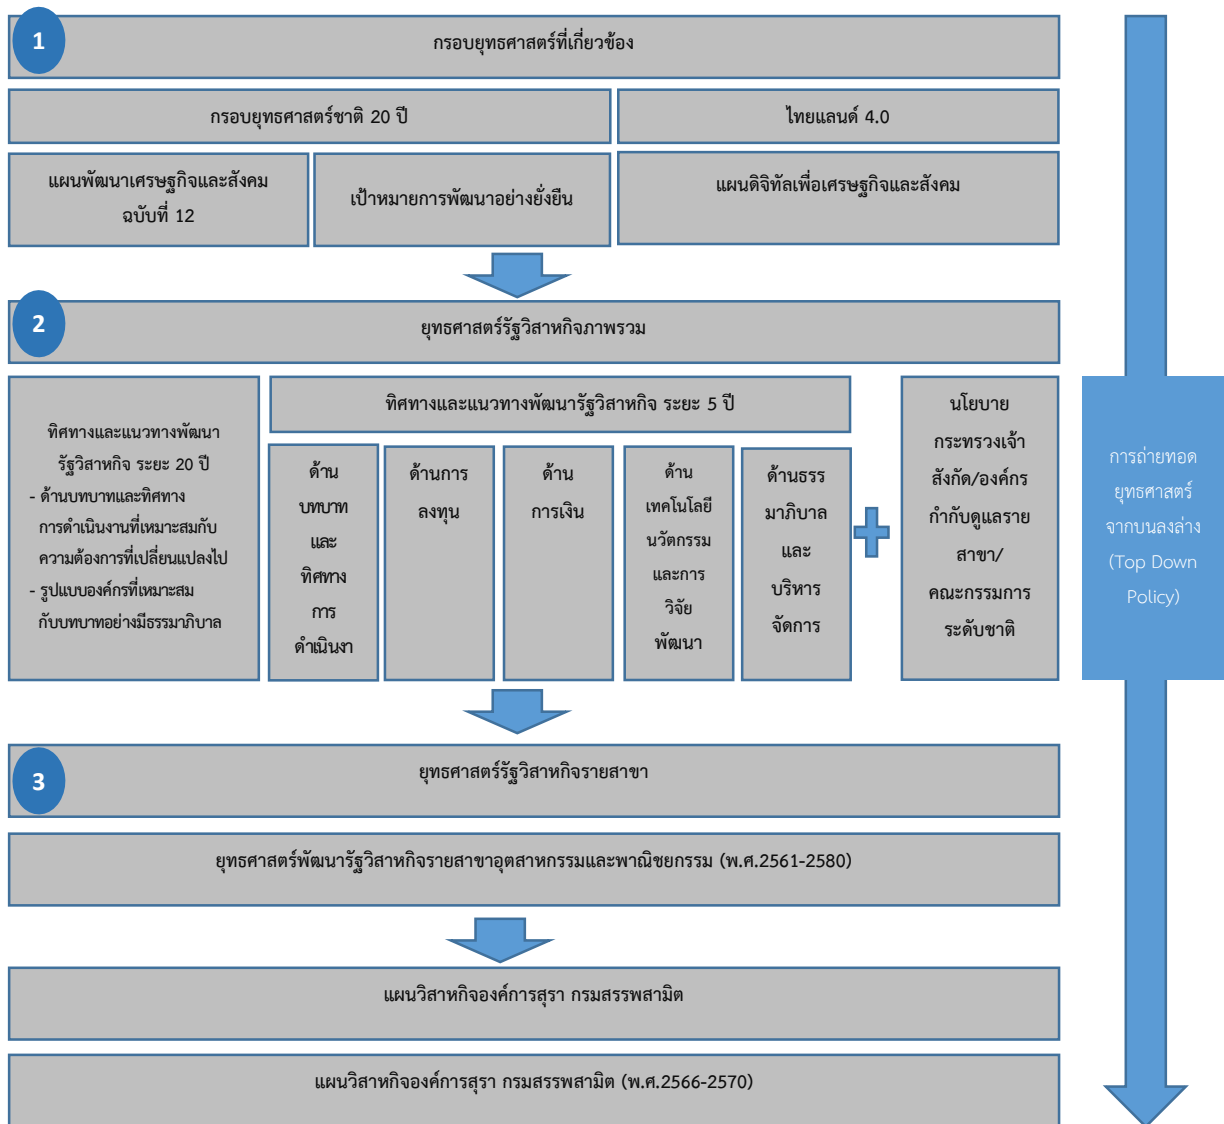 1
กรอบยุทธศาสตร์ที่เกี่ยวข้อง
กรอบยุทธศาสตร์ชาติ 20 ปี
ไทยแลนด์ 4.0
แผนพัฒนาเศรษฐกิจและสังคม
ฉบับที่ 12
เป้าหมายการพัฒนาอย่างยั่งยืน
แผนดิจิทัลเพื่อเศรษฐกิจและสังคม
2
ยุทธศาสตร์รัฐวิสาหกิจภาพรวม
ทิศทางและแนวทางพัฒนา
รัฐวิสาหกิจ ระยะ 20 ปี
- ด้านบทบาทและทิศทาง
การดำเนินงานที่เหมาะสมกับ
ความต้องการที่เปลี่ยนแปลงไป
- รูปแบบองค์กรที่เหมาะสม
กับบทบาทอย่างมีธรรมาภิบาล
ทิศทางและแนวทางพัฒนารัฐวิสาหกิจ ระยะ 5 ปี
ด้าน
บทบาท
และ
ทิศทาง
การ
ดำเนินงา
ด้านการ
ลงทุน
ด้าน
การเงิน
ด้าน
เทคโนโลยี
นวัตกรรม
และการ
วิจัย
พัฒนา
ด้านธรร
มาภิบาล
และ
บริหาร
จัดการ
นโยบาย
กระทรวงเจ้า
สังกัด/องค์กร
กำกับดูแลราย
สาขา/
คณะกรรมการ
ระดับชาติ
การถ่ายทอด
ยุทธศาสตร์
จากบนลงล่าง
(Top Down
Policy)
3
ยุทธศาสตร์รัฐวิสาหกิจรายสาขา
ยุทธศาสตร์พัฒนารัฐวิสาหกิจรายสาขาอุตสาหกรรมและพาณิชยกรรม (พ.ศ.2561-2580)
แผนวิสาหกิจองค์การสุรา กรมสรรพสามิต
แผนวิสาหกิจองค์การสุรา กรมสรรพสามิต (พ.ศ.2566-2570)